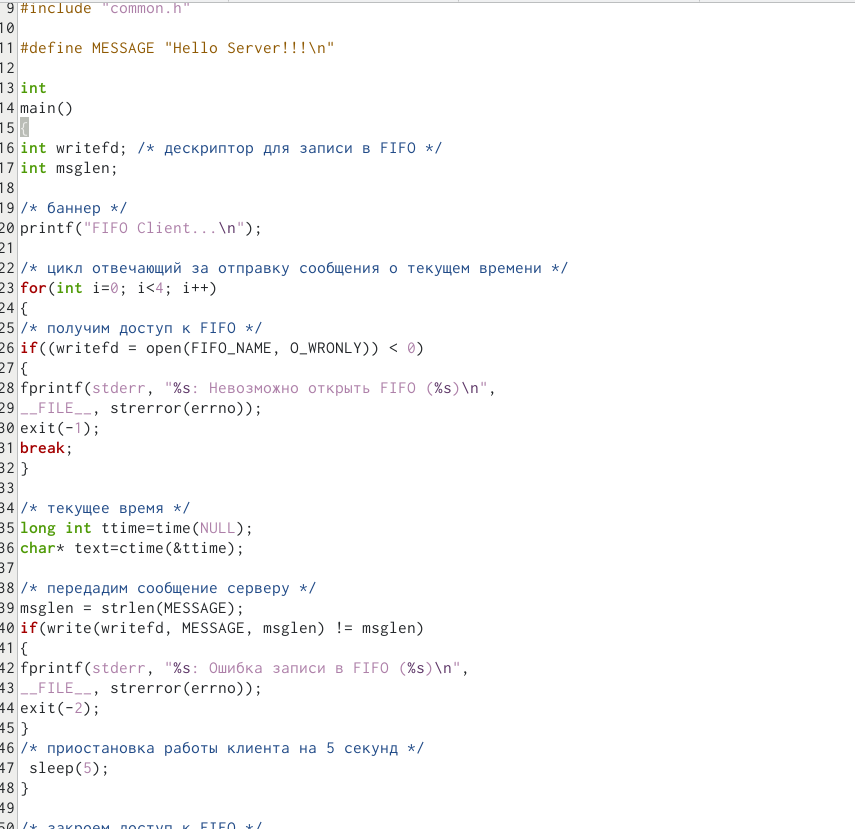 9 #include "common.h"
10
11 #define MESSAGE "Hello Server!!!\n"
12
13 int
14 main()
15 {
16 int writefd; /* дескриптор для записи в FIFO */
17 int msglen;
18
19 /* баннер */
20 printf("FIFO Client...\n");
21
22 /* цикл отвечающий за отправку сообщения о текущем времени */
23 for(int i=0; i<4; i++)
24 {
25 /* получим доступ к FIFO */
26 if((writefd = open(FIFO_NAME, O_WRONLY)) < 0)
27 {
28 fprintf(stderr, "%s: Невозможно открыть FIFO (%s)\n",
29 __FILE__, strerror(errno));
30 exit(-1);
31 break;
32 }
33
34 /* текущее время */
35 long int ttime=time(NULL);
36 char* text=ctime(&ttime);
37
38 /* передадим сообщение серверу */
39 msglen = strlen(MESSAGE);
40 if(write(writefd, MESSAGE, msglen) != msglen)
41 {
42 fprintf(stderr, "%s: Ошибка записи в FIFO (%s)\n",
43 __FILE__, strerror(errno));
44 exit(-2);
45 }
46 /* приостановка работы клиента на 5 секунд */
47  sleep(5);
48 }
49
50 /* закроем доступ к FIFO */